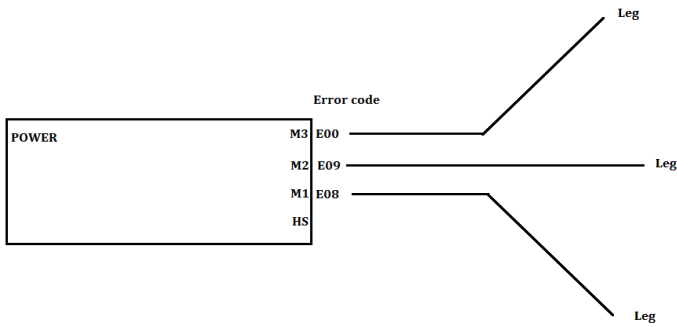 Leg
Error code
POWER
M3 E00
M2 E09
Leg
M1 E08
HS
Leg